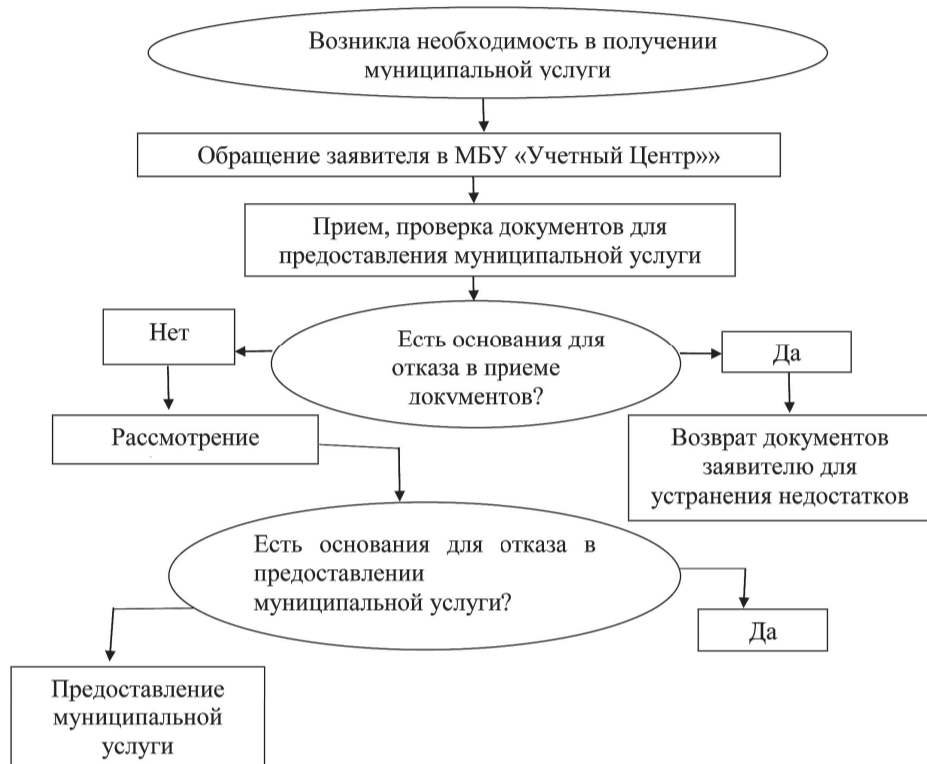 Возникла необходимость в получении
муниципальной услуги
Обращение заявителя в МБУ «Учетный Центр»»
Прием, проверка документов для
предоставления муниципальной услуги
Нет
Есть основания для
отказа в приеме
документов?
Да
Рассмотрение
Возврат документов
заявителю для
устранения недостатков
Есть основания для отказа в
предоставлении
муниципальной услуги?
Да
Предоставление
муниципальной
услуги